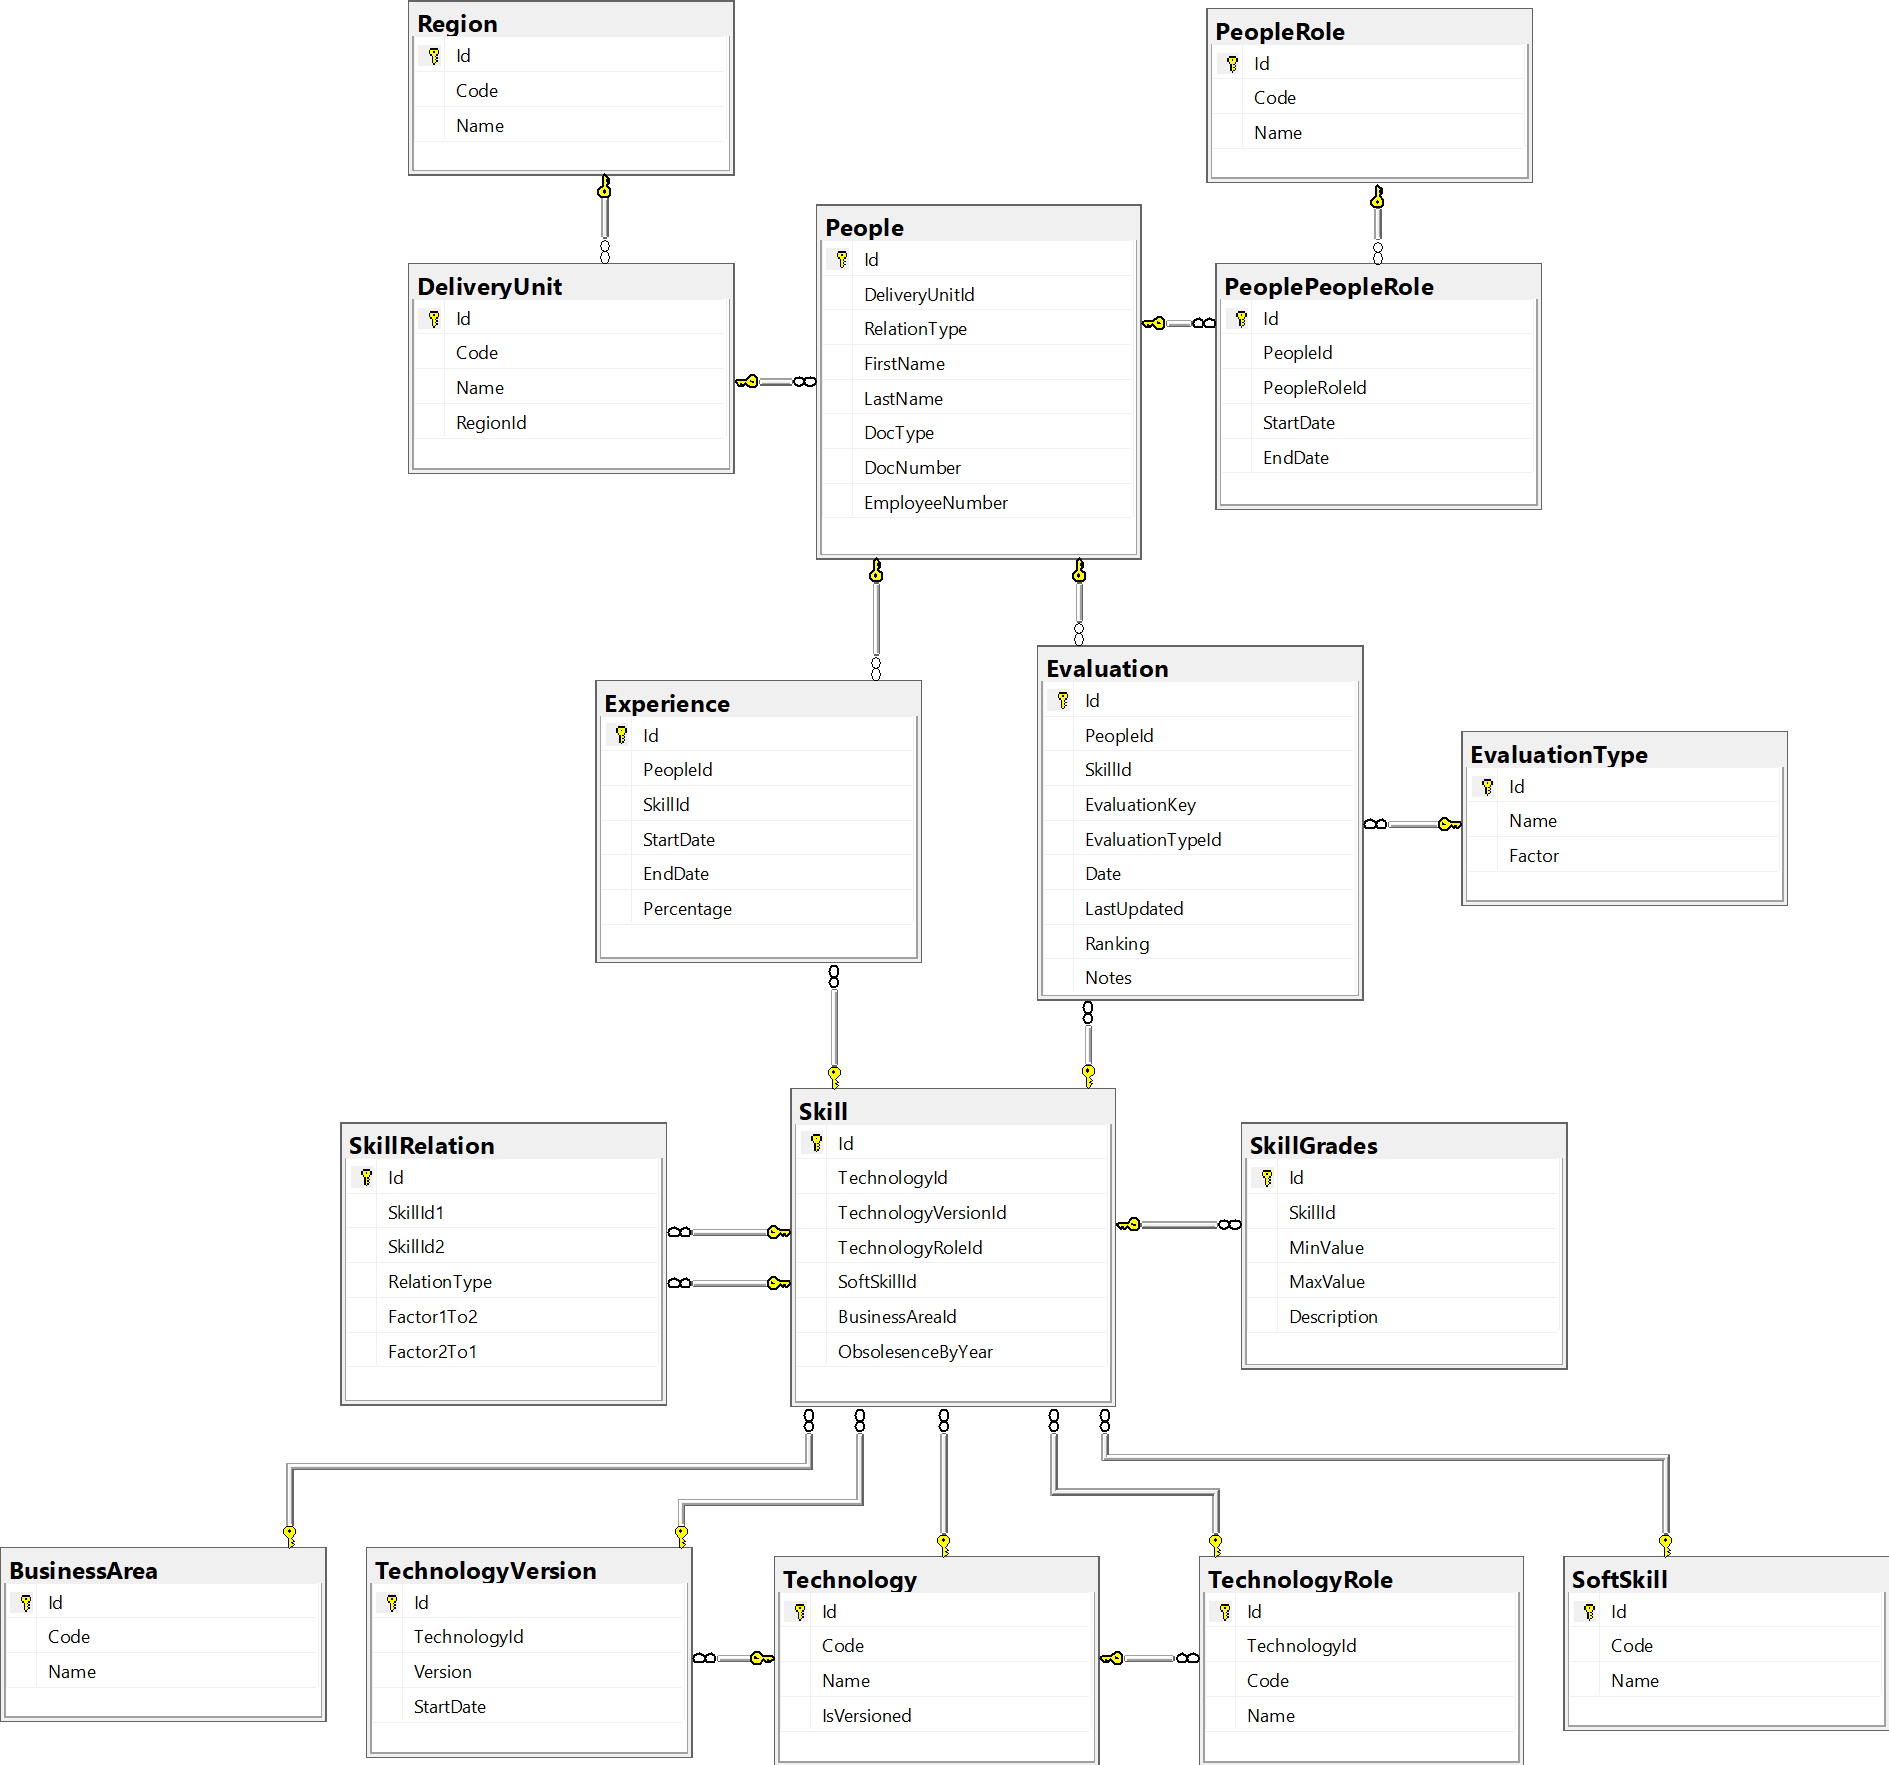 Region
Id
Code
Name
PeopleRole
Id
Code
Name
People
Id
DeliveryUnitId
RelationType
FirstName
LastName
DocType
DocNumber
EmployeeNumber
DeliveryUnit
Id
Code
Name
RegionId
PeoplePeopleRole
Id
PeopleId
PeopleRoleId
StartDate
EndDate
Experience
Id
PeopleId
SkillId
StartDate
EndDate
Percentage
Evaluation
Id
PeopleId
SkillId
EvaluationKey
EvaluationTypeId
Date
LastUpdated
Ranking
Notes
EvaluationType
Id
Name
Factor
SkillRelation
Id
SkillId1
SkillId2
RelationType
Factor1To2
Factor2To1
Skill
Id
TechnologyId
TechnologyVersionId
TechnologyRoleId
SoftSkillId
BusinessAreaId
ObsolesenceByYear
SkillGrades
Id
SkillId
MinValue
MaxValue
Description
BusinessArea
Id
Code
Name
TechnologyVersion
Id
TechnologyId
Version
StartDate
Technology
Id
Code
Name
IsVersioned
TechnologyRole
Id
TechnologyId
Code
Name
SoftSkill
Id
Code
Name